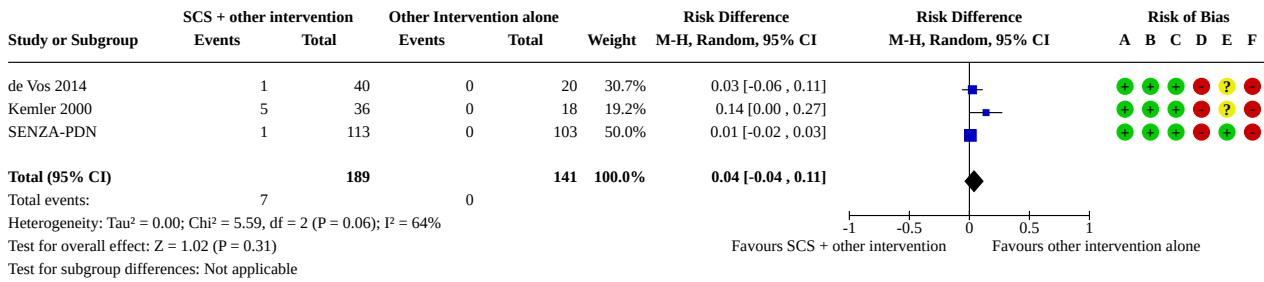 SCS + other intervention Other Intervention alone Risk Difference Risk Difference Risk of Bias
Study or Subgroup Events Total Events Total Weight M-H, Random, 95% CI M-H, Random, 95% CI A B C D E F
de Vos 2014 1 40 0 20 30.7% 0.03 [-0.06 , 0.11] + + + - ? -
Kemler 2000 5 36 0 18 19.2% 0.14 [0.00 , 0.27] + + + - ? -
SENZA-PDN 1 113 0 103 50.0% 0.01 [-0.02 , 0.03] + + + - + -
Total (95% CI) 189 141 100.0% 0.04 [-0.04 , 0.11]
Total events: 7 0
Heterogeneity: Tau² = 0.00; Chi² = 5.59, df = 2 (P = 0.06); I² = 64%
-1 -0.5 0 0.5 1
Test for overall effect: Z = 1.02 (P = 0.31) Favours SCS + other intervention Favours other intervention alone
Test for subgroup differences: Not applicable